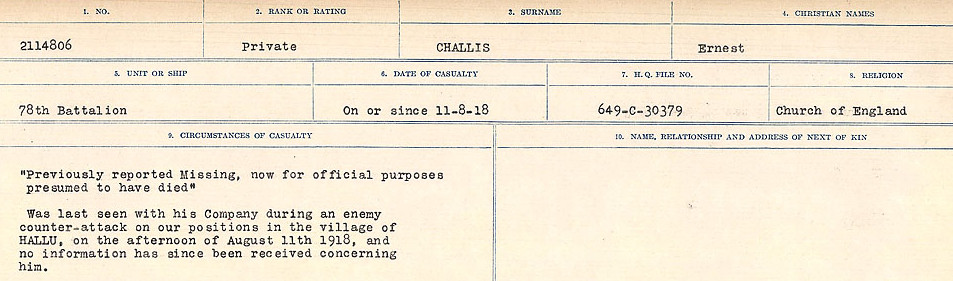 1. NO. 2. RANK OR RATING 3. SURNAME 4. CHRISTIAN NAMES
2114806 Private CHALLIS Ernest
5. UNIT OR SHIP 6. DATE OF CASUALTY 7. H. Q. FILE NO. 8. RELIGION
78th Battalion On or since 11-8-18 649-C-30379 Church of England
9. CIRCUMSTANCES OF CASUALTY 10. NAME, RELATIONSHIP AND ADDRESS OF NEXT OF KIN
"Previously reported Missing, now for official purposes
presumed to have died"
Was last seen with his Company during an enemy
counter-attack on our positions in the village of
HALLU, on the afternoon of August 11th 1918, and
no information has since been received concerning
him.